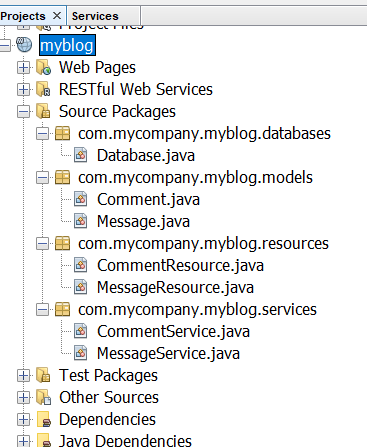 Projects × Services
Project Files
myblog
Web Pages
RESTful Web Services
Source Packages
com.mycompany.myblog.databases
Database.java
com.mycompany.myblog.models
Comment.java
Message.java
com.mycompany.myblog.resources
CommentResource.java
MessageResource.java
com.mycompany.myblog.services
CommentService.java
MessageService.java
Test Packages
Other Sources
Dependencies
Java Dependencies